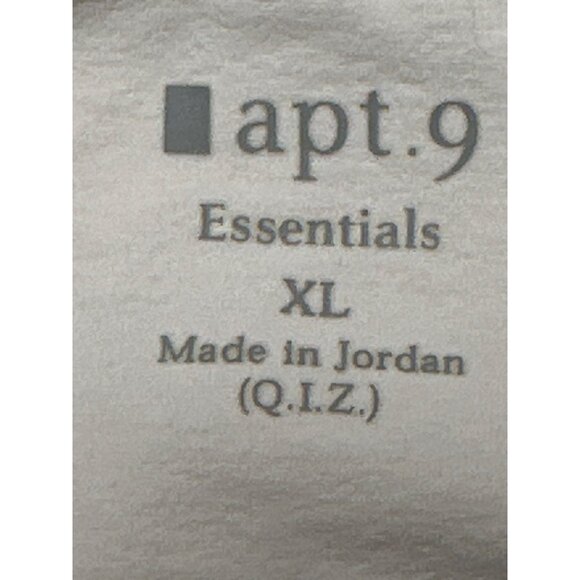 apt.9
Essentials
XL
Made in Jordan
(Q.I.Z.)